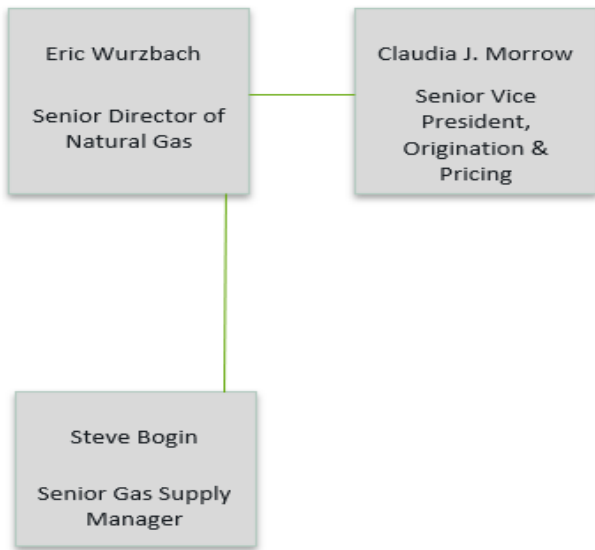 Eric Wurzbach
Senior Director of
Natural Gas
Claudia J. Morrow
Senior Vice
President,
Origination &
Pricing
Steve Bogin
Senior Gas Supply
Manager